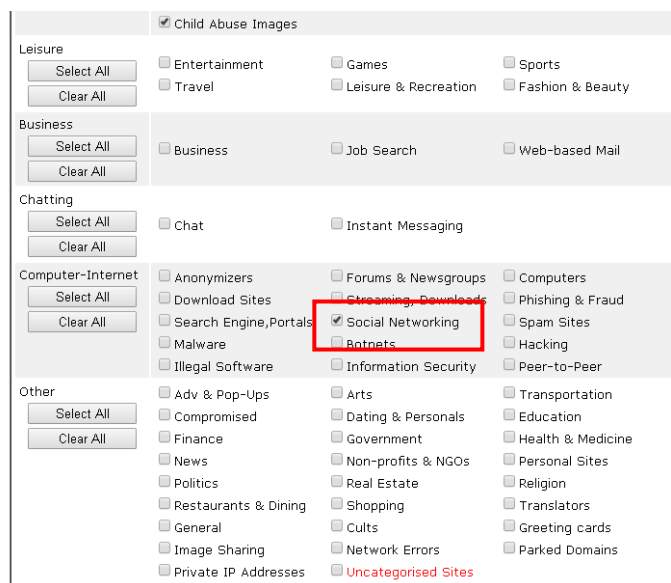 Child Abuse Images
Leisure
Select All
Clear All
Entertainment Games Sports
Travel Leisure & Recreation Fashion & Beauty
Business
Select All
Clear All
Business Job Search Web-based Mail
Chatting
Select All
Clear All
Chat Instant Messaging
Computer-Internet
Select All
Clear All
Anonymizers Forums & Newsgroups Computers
Download Sites Streaming, Downloads Phishing & Fraud
Search Engine,Portals Social Networking Spam Sites
Malware Botnets Hacking
Illegal Software Information Security Peer-to-Peer
Other
Select All
Clear All
Adv & Pop-Ups Arts Transportation
Compromised Dating & Personals Education
Finance Government Health & Medicine
News Non-profits & NGOs Personal Sites
Politics Real Estate Religion
Restaurants & Dining Shopping Translators
General Cults Greeting cards
Image Sharing Network Errors Parked Domains
Private IP Addresses Uncategorised Sites